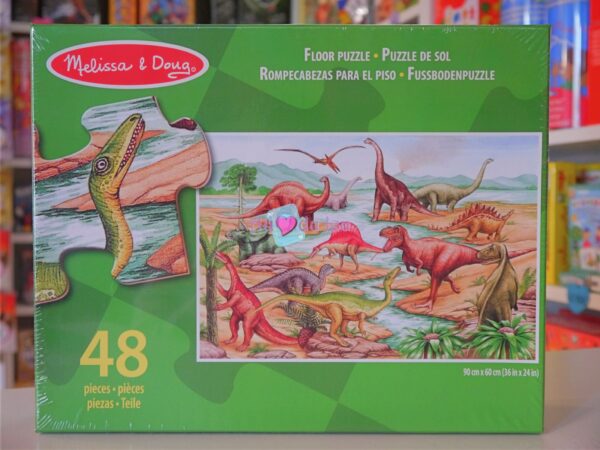 Melissa & Doug®
FLOOR PUZZLE • PUZZLE DE SOL
ROMPECABEZAS PARA EL PISO • FUSSBODENPUZZLE
48
pieces • pièces
piezas • Teile
90 cm x 60 cm (36 in x 24 in)